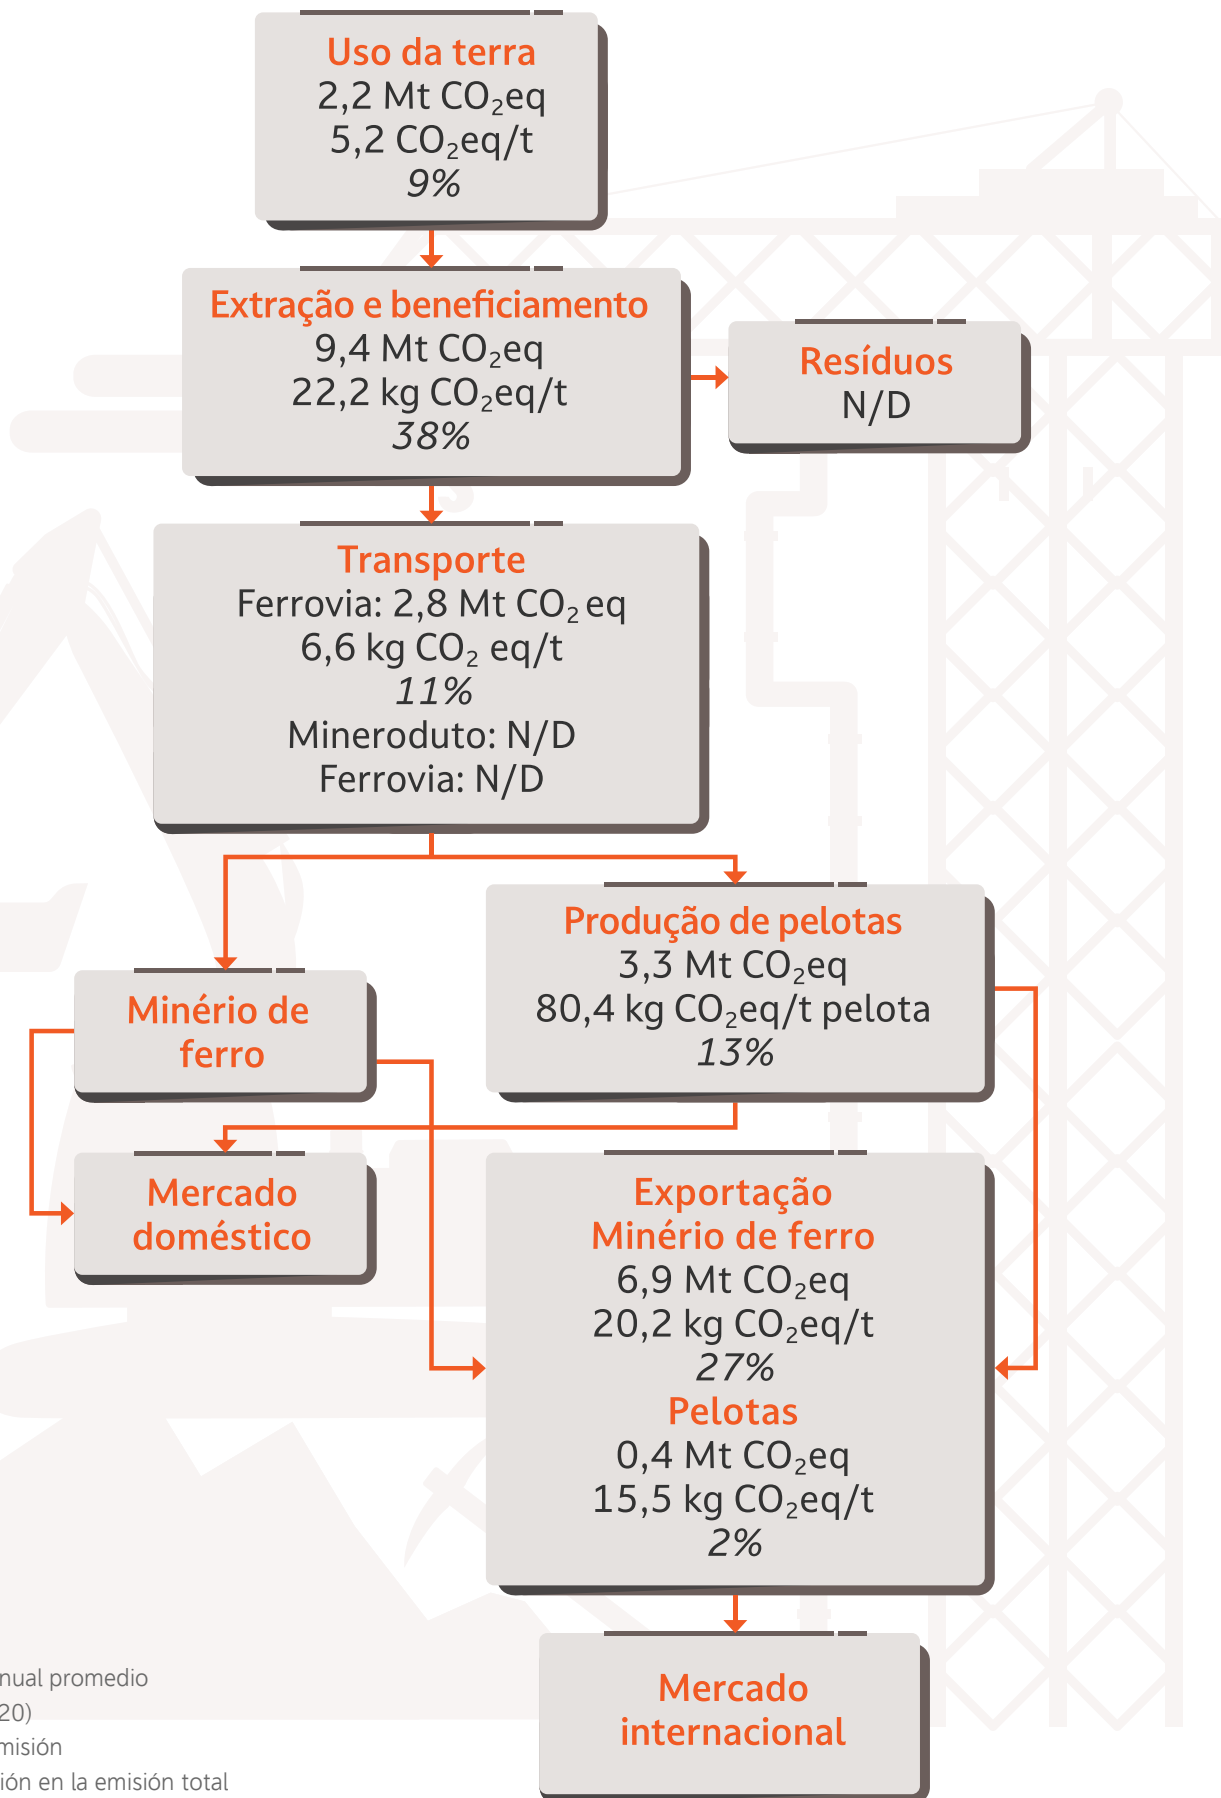 Uso da terra
2,2 Mt CO₂eq
5,2 CO₂eq/t
9%
Extração e beneficiamento
9,4 Mt CO₂eq
22,2 kg CO₂eq/t
38%
Resíduos
N/D
Transporte
Ferrovia: 2,8 Mt CO₂ eq
6,6 kg CO₂ eq/t
11%
Mineroduto: N/D
Ferrovia: N/D
Produção de pelotas
3,3 Mt CO₂eq
80,4 kg CO₂eq/t pelota
13%
Minério de
ferro
Mercado
doméstico
Exportação
Minério de ferro
6,9 Mt CO₂eq
20,2 kg CO₂eq/t
27%
Pelotas
0,4 Mt CO₂eq
15,5 kg CO₂eq/t
2%
Mercado
internacional
nual promedio
20)
misión
ión en la emisión total